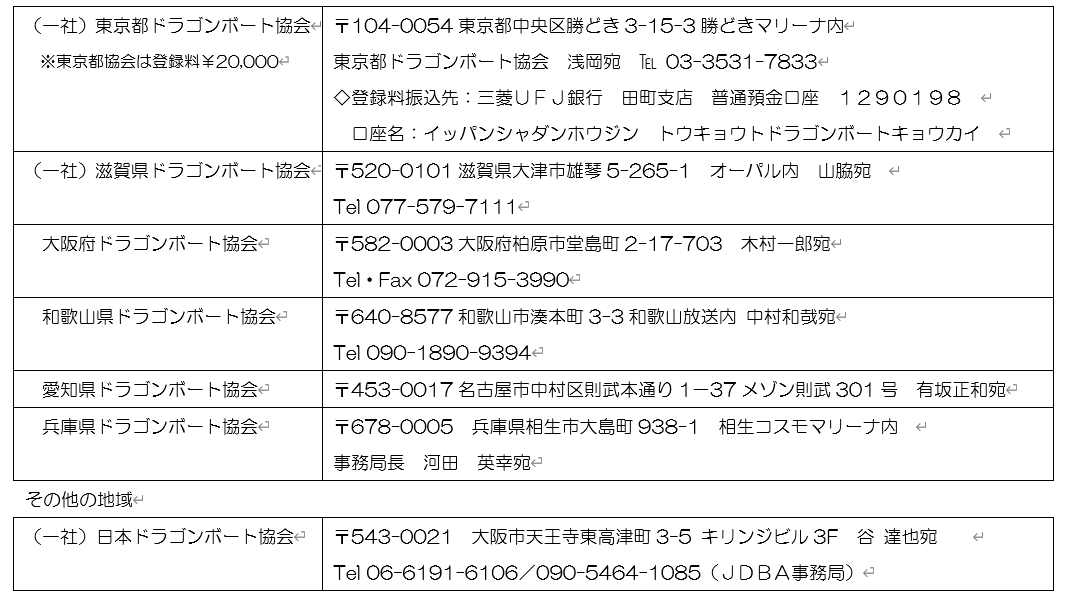 （一社）東京都ドラゴンボート協会
〒104-0054 東京都中央区勝どき 3-15-3 勝どきマリーナ内
※東京都協会は登録料￥20,000
東京都ドラゴンボート協会　浅岡宛　℡ 03-3531-7833
◇登録料振込先：三菱ＵＦＪ銀行　田町支店　普通預金口座　１２９０１９８
口座名：イッパンシャダンホウジン　トウキョウトドラゴンボートキョウカイ
（一社）滋賀県ドラゴンボート協会
〒520-0101 滋賀県大津市雄琴 5-265-1　オーパル内　山脇宛
Tel 077-579-7111
大阪府ドラゴンボート協会
〒582-0003 大阪府柏原市堂島町 2-17-703　木村一郎宛
Tel・Fax 072-915-3990
和歌山県ドラゴンボート協会
〒640-8577 和歌山市湊本町 3-3 和歌山放送内 中村和哉宛
Tel 090-1890-9394
愛知県ドラゴンボート協会
〒453-0017 名古屋市中村区則武本通り 1－37 メゾン則武 301 号　有坂正和宛
兵庫県ドラゴンボート協会
〒678-0005　兵庫県相生市大島町 938-1　相生コスモマリーナ内
事務局長　河田　英幸宛
その他の地域
（一社）日本ドラゴンボート協会
〒543-0021　大阪市天王寺東高津町 3-5 キリンジビル 3F　谷 達也宛
Tel 06-6191-6106／090-5464-1085（ＪＤＢＡ事務局）